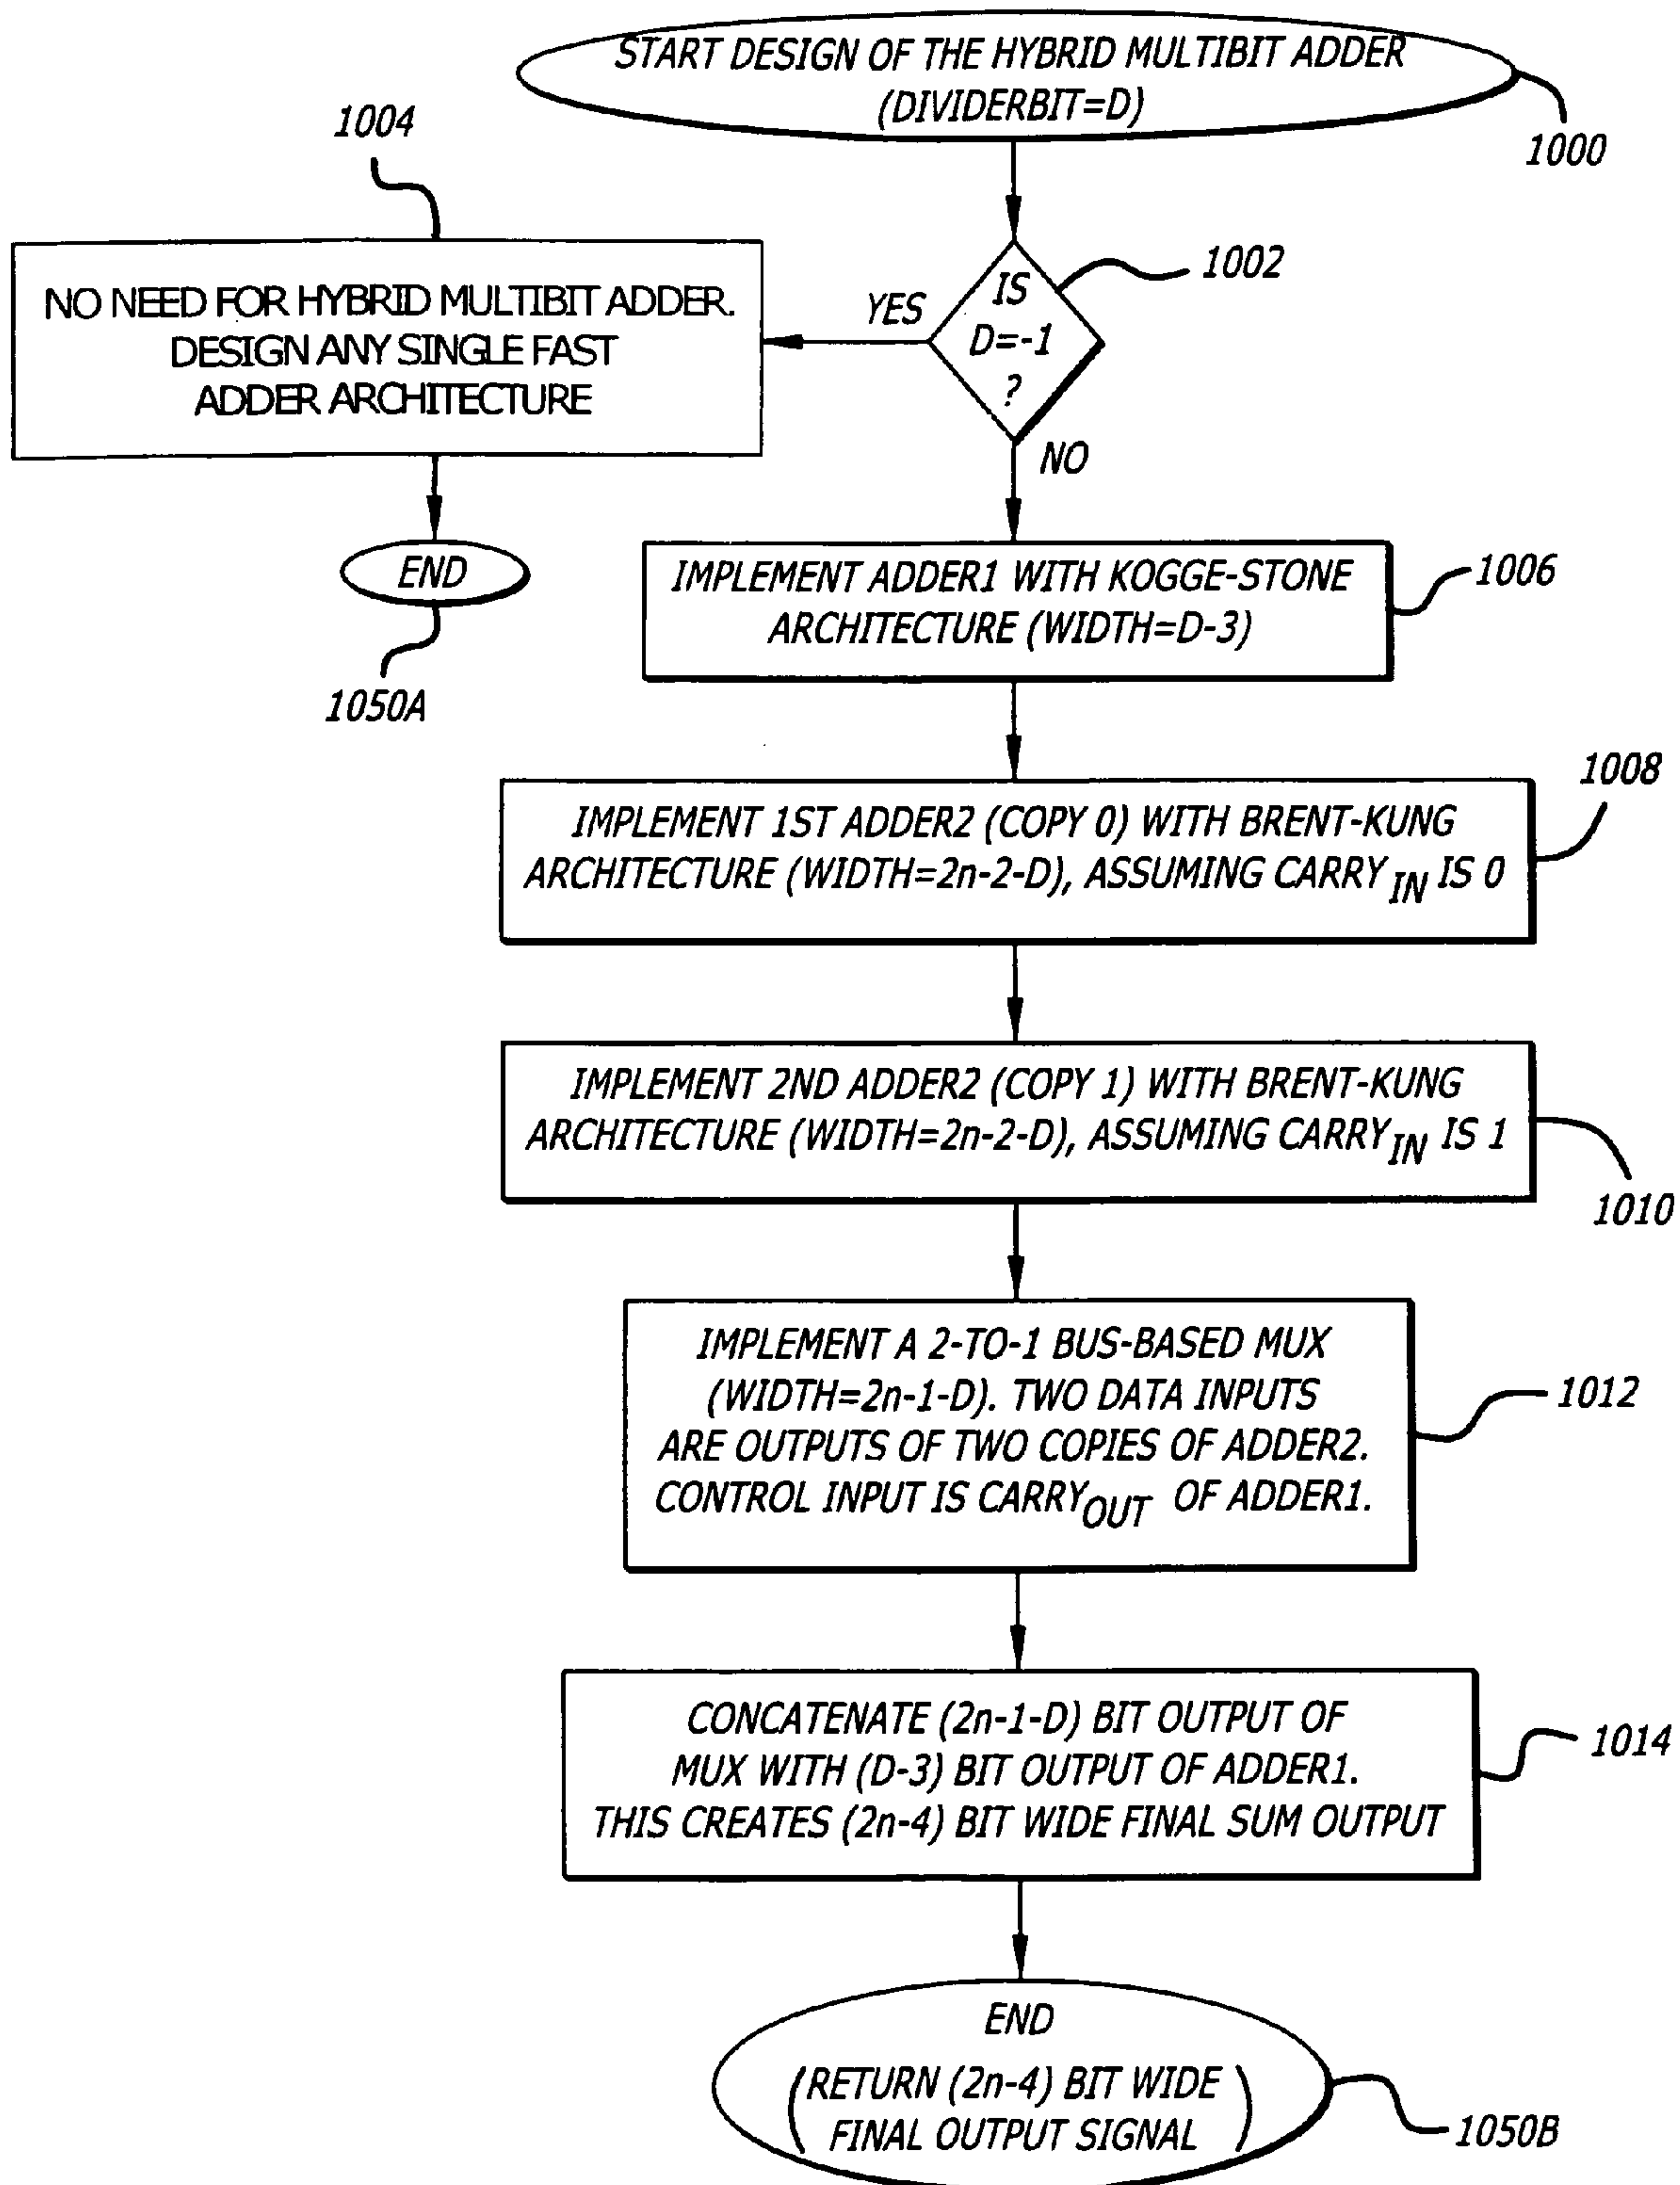 START DESIGN OF THE HYBRID MULTIBIT ADDER
(DIVIDERBIT=D)
1000
1004
1002
IS
D=-1
?
YES
NO
NO NEED FOR HYBRID MULTIBIT ADDER.
DESIGN ANY SINGLE FAST
ADDER ARCHITECTURE
END
1050A
IMPLEMENT ADDER1 WITH KOGGE-STONE
ARCHITECTURE (WIDTH=D-3)
1006
IMPLEMENT 1ST ADDER2 (COPY 0) WITH BRENT-KUNG
ARCHITECTURE (WIDTH=2n-2-D), ASSUMING CARRY IN IS 0
1008
IMPLEMENT 2ND ADDER2 (COPY 1) WITH BRENT-KUNG
ARCHITECTURE (WIDTH=2n-2-D), ASSUMING CARRY IN IS 1
1010
IMPLEMENT A 2-TO-1 BUS-BASED MUX
(WIDTH=2n-1-D). TWO DATA INPUTS
ARE OUTPUTS OF TWO COPIES OF ADDER2.
CONTROL INPUT IS CARRY OUT OF ADDER1.
1012
CONCATENATE (2n-1-D) BIT OUTPUT OF
MUX WITH (D-3) BIT OUTPUT OF ADDER1.
THIS CREATES (2n-4) BIT WIDE FINAL SUM OUTPUT
1014
END
(RETURN (2n-4) BIT WIDE
FINAL OUTPUT SIGNAL)
1050B